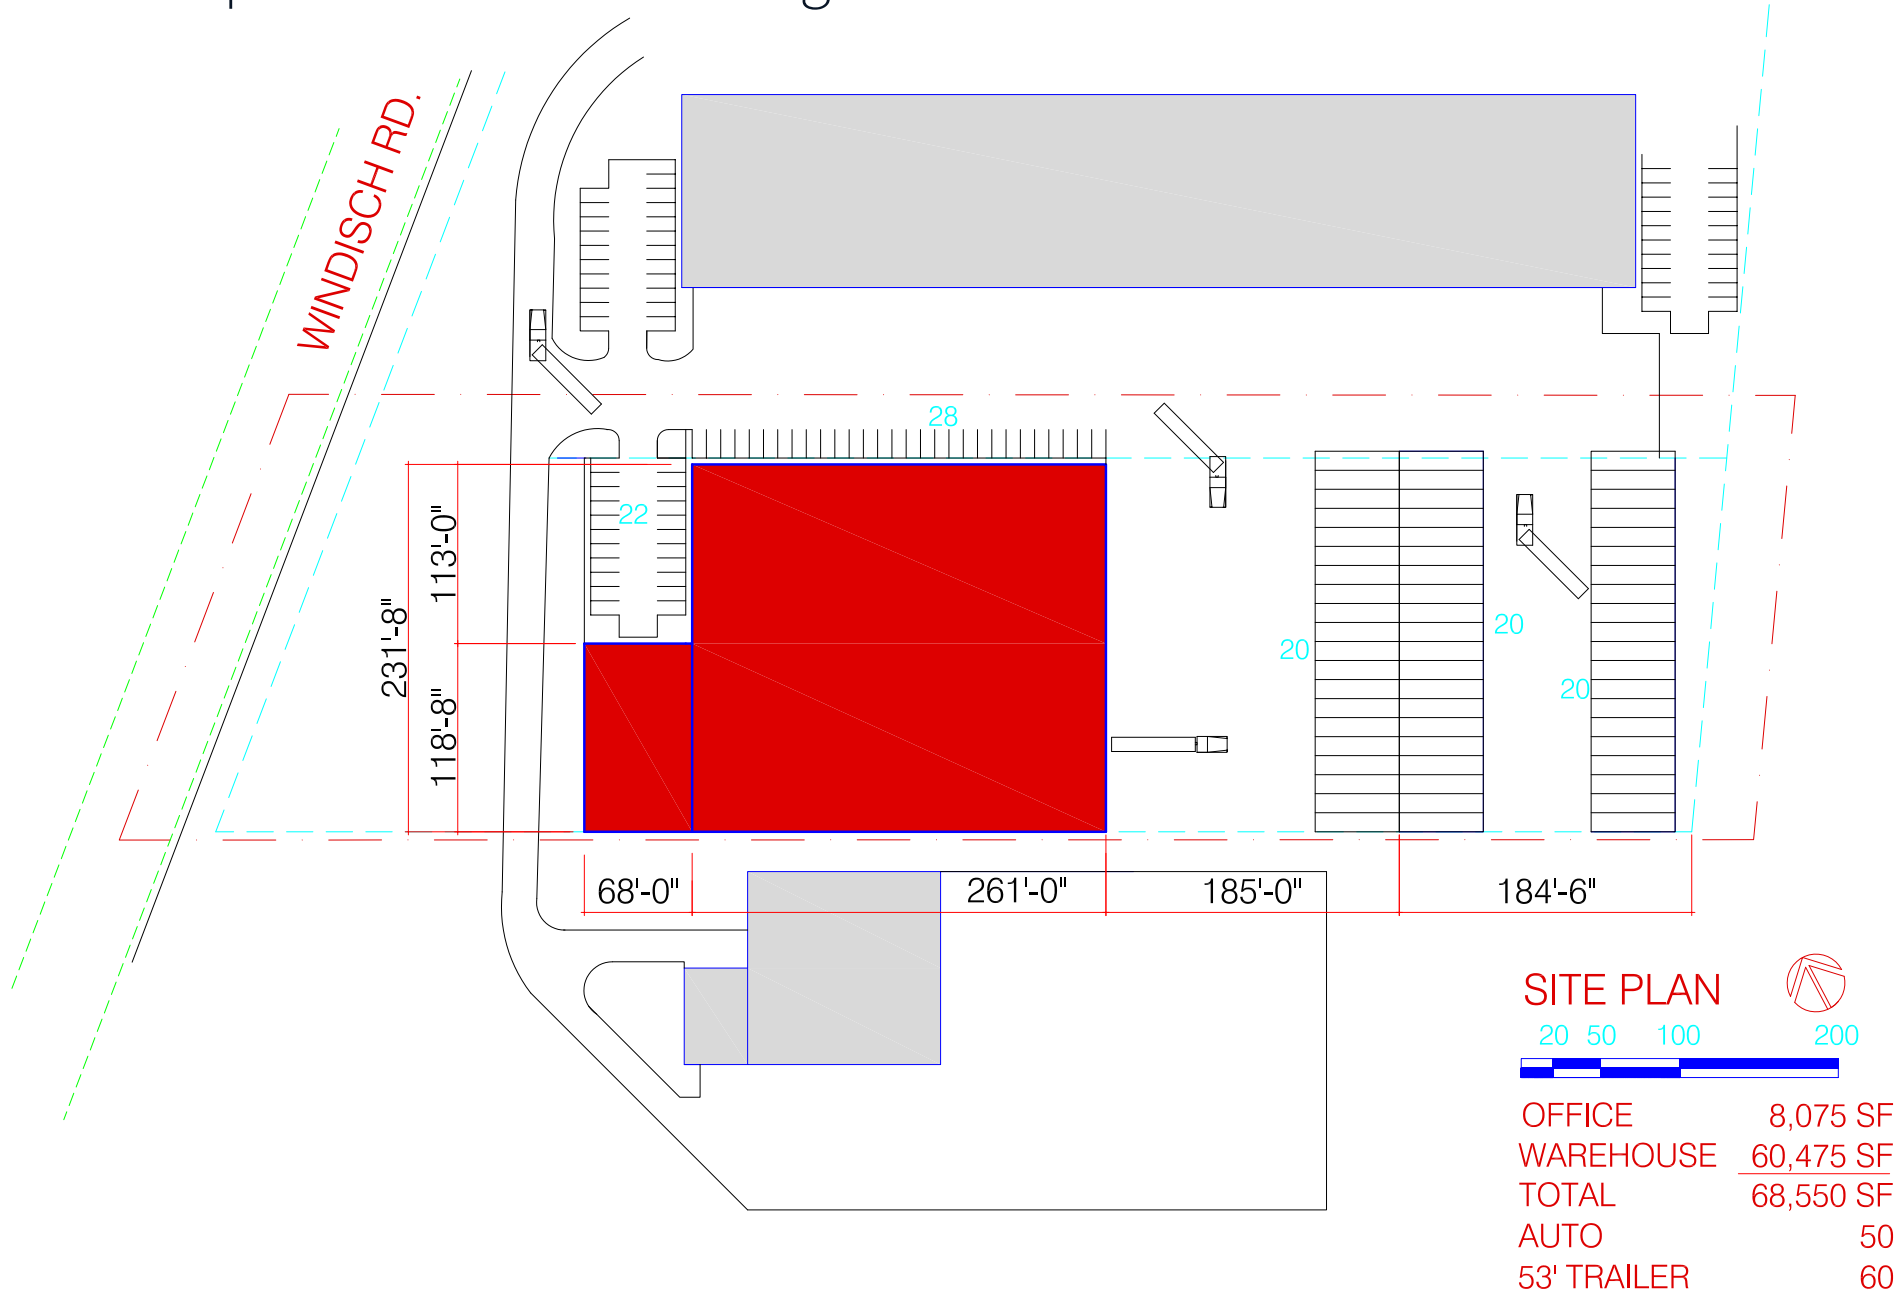 WINDISCH RD.
28
22
113'-0"
231'-8"
118'-8"
20
20
20
68'-0"
261'-0"
185'-0"
184'-6"
SITE PLAN
20 50 100 200
OFFICE 8,075 SF
WAREHOUSE 60,475 SF
TOTAL 68,550 SF
AUTO 50
53' TRAILER 60